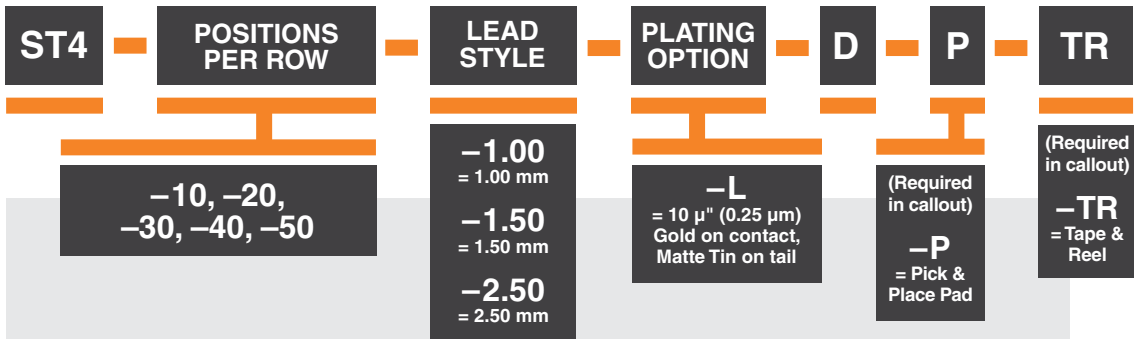 ST4
POSITIONS
PER ROW
LEAD
STYLE
PLATING
OPTION
D
P
TR
–10, –20,
–30, –40, –50
–1.00
= 1.00 mm
–1.50
= 1.50 mm
–2.50
= 2.50 mm
–L
= 10 µ" (0.25 µm)
Gold on contact,
Matte Tin on tail
(Required
in callout)
–P
= Pick &
Place Pad
(Required
in callout)
–TR
= Tape &
Reel